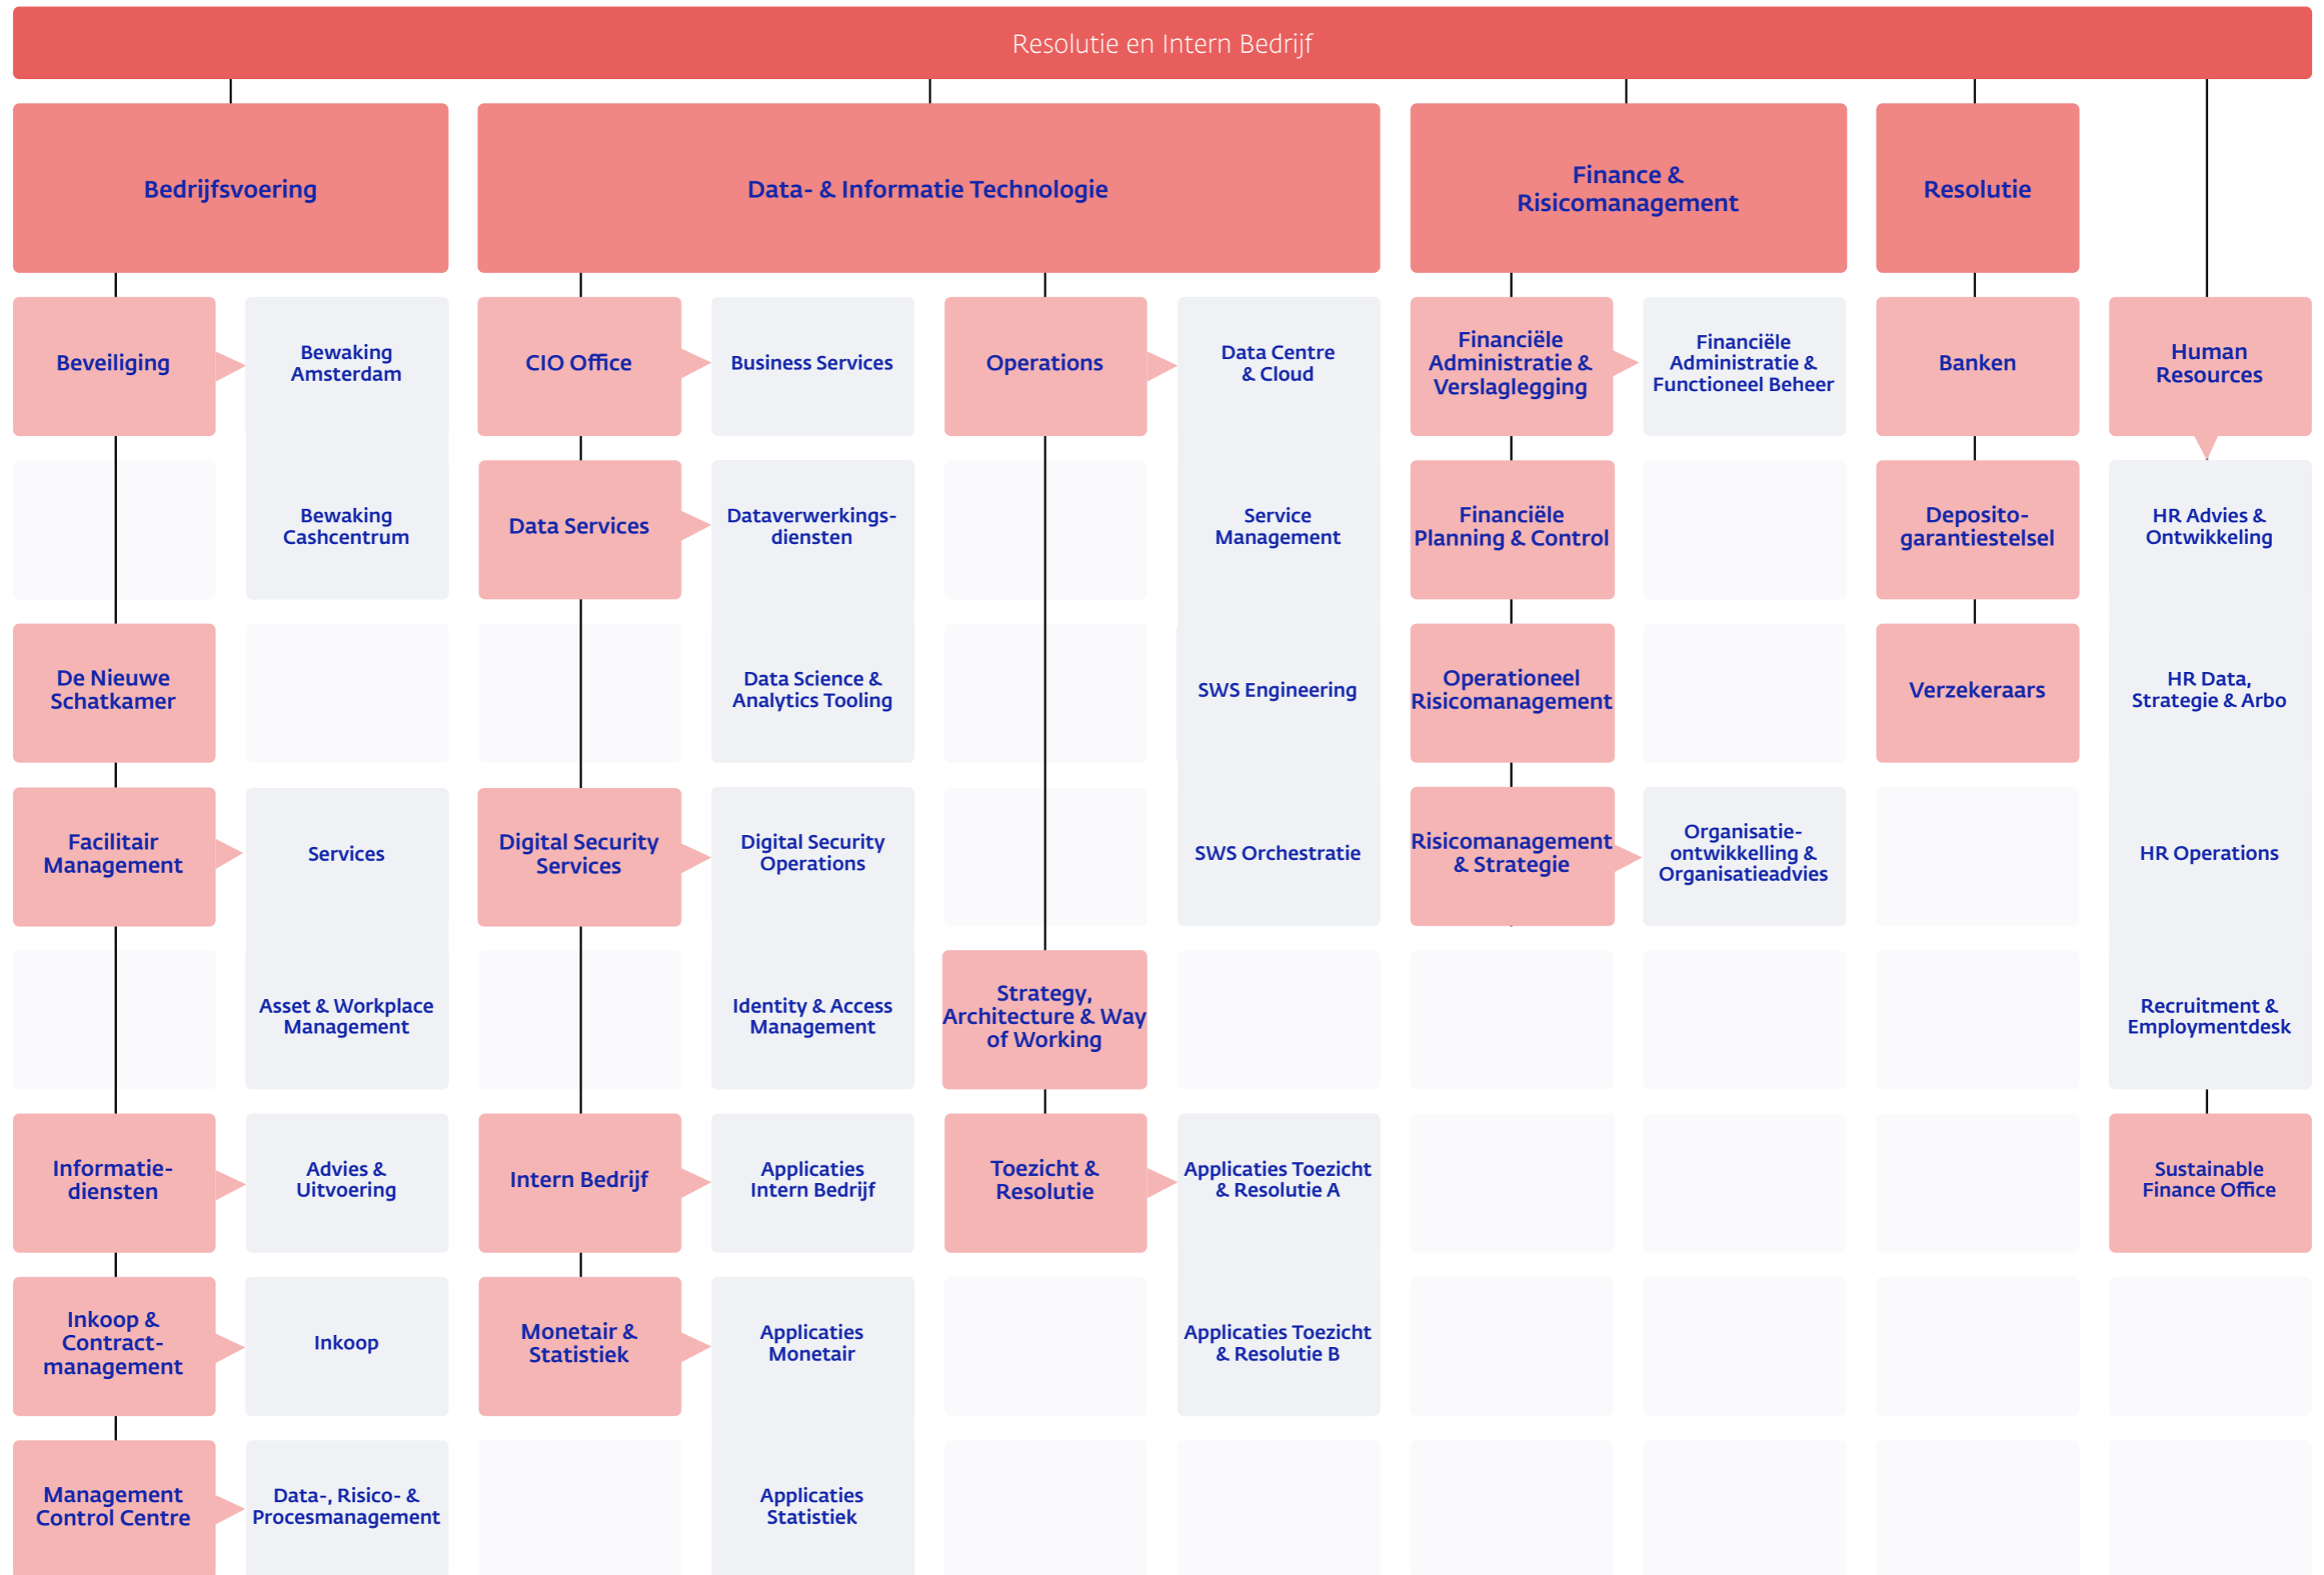 Resolutie en Intern Bedrijf
Bedrijfsvoering
Data- & Informatie Technologie
Finance &
Risicomanagement
Resolutie
Beveiliging
Bewaking
Amsterdam
CIO Office
Business Services
Operations
Data Centre
& Cloud
Financiële
Administratie &
Verslaglegging
Financiële
Administratie &
Functioneel Beheer
Banken
Human
Resources
Bewaking
Cashcentrum
Data Services
Dataverwerkings-
diensten
Service
Management
Financiële
Planning & Control
Deposito-
garantiestelsel
HR Advies &
Ontwikkeling
De Nieuwe
Schatkamer
Data Science &
Analytics Tooling
SWS Engineering
Operationeel
Risicomanagement
Verzekeraars
HR Data,
Strategie & Arbo
Facilitair
Management
Services
Digital Security
Services
Digital Security
Operations
SWS Orchestratie
Risicomanagement
& Strategie
Organisatie-
ontwikkelling &
Organisatieadvies
HR Operations
Asset & Workplace
Management
Identity & Access
Management
Strategy,
Architecture & Way
of Working
Recruitment &
Employmentdesk
Informatie-
diensten
Advies &
Uitvoering
Intern Bedrijf
Applicaties
Intern Bedrijf
Toezicht &
Resolutie
Applicaties Toezicht
& Resolutie A
Sustainable
Finance Office
Inkoop &
Contract-
management
Inkoop
Monetair &
Statistiek
Applicaties
Monetair
Applicaties Toezicht
& Resolutie B
Management
Control Centre
Data-, Risico- &
Procesmanagement
Applicaties
Statistiek